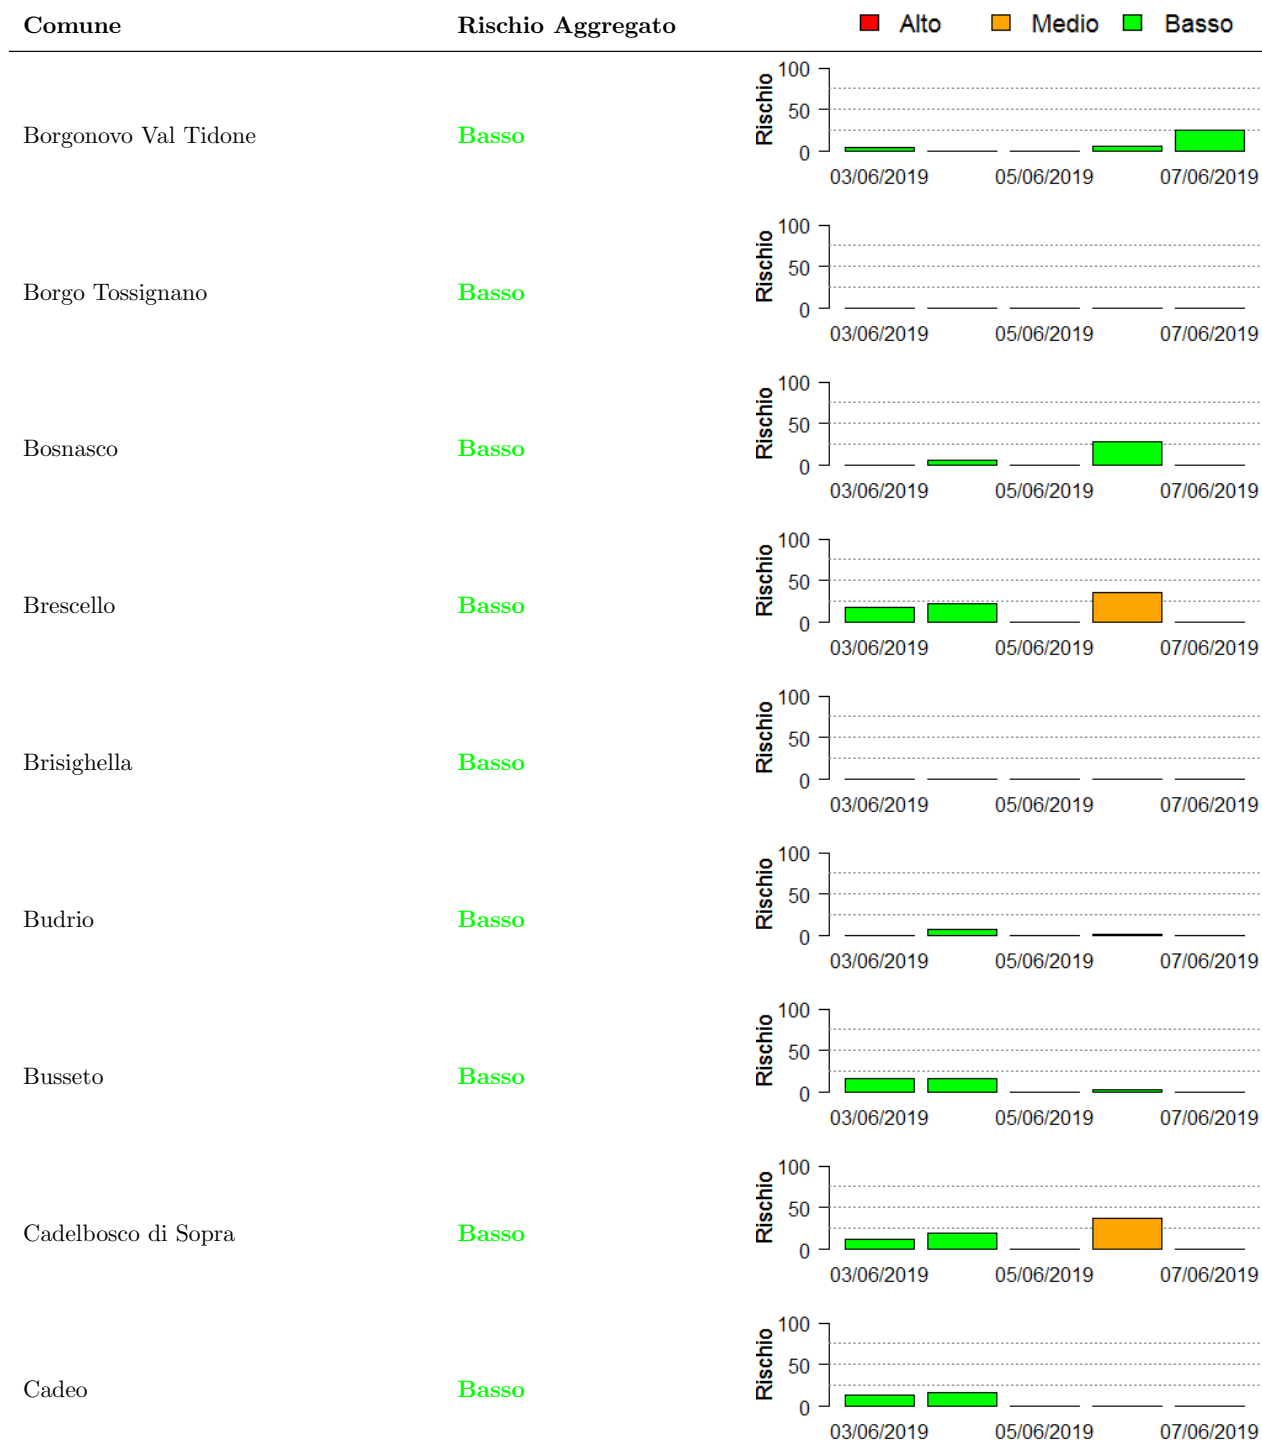 Comune Rischio Aggregato Alto Medio Basso
Borgonovo Val Tidone Basso
Rischio
100
50
0
03/06/2019 05/06/2019 07/06/2019
Borgo Tossignano Basso
Rischio
100
50
0
03/06/2019 05/06/2019 07/06/2019
Bosnasco Basso
Rischio
100
50
0
03/06/2019 05/06/2019 07/06/2019
Brescello Basso
Rischio
100
50
0
03/06/2019 05/06/2019 07/06/2019
Brisighella Basso
Rischio
100
50
0
03/06/2019 05/06/2019 07/06/2019
Budrio Basso
Rischio
100
50
0
03/06/2019 05/06/2019 07/06/2019
Busseto Basso
Rischio
100
50
0
03/06/2019 05/06/2019 07/06/2019
Cadelbosco di Sopra Basso
Rischio
100
50
0
03/06/2019 05/06/2019 07/06/2019
Cadeo Basso
Rischio
100
50
0
03/06/2019 05/06/2019 07/06/2019